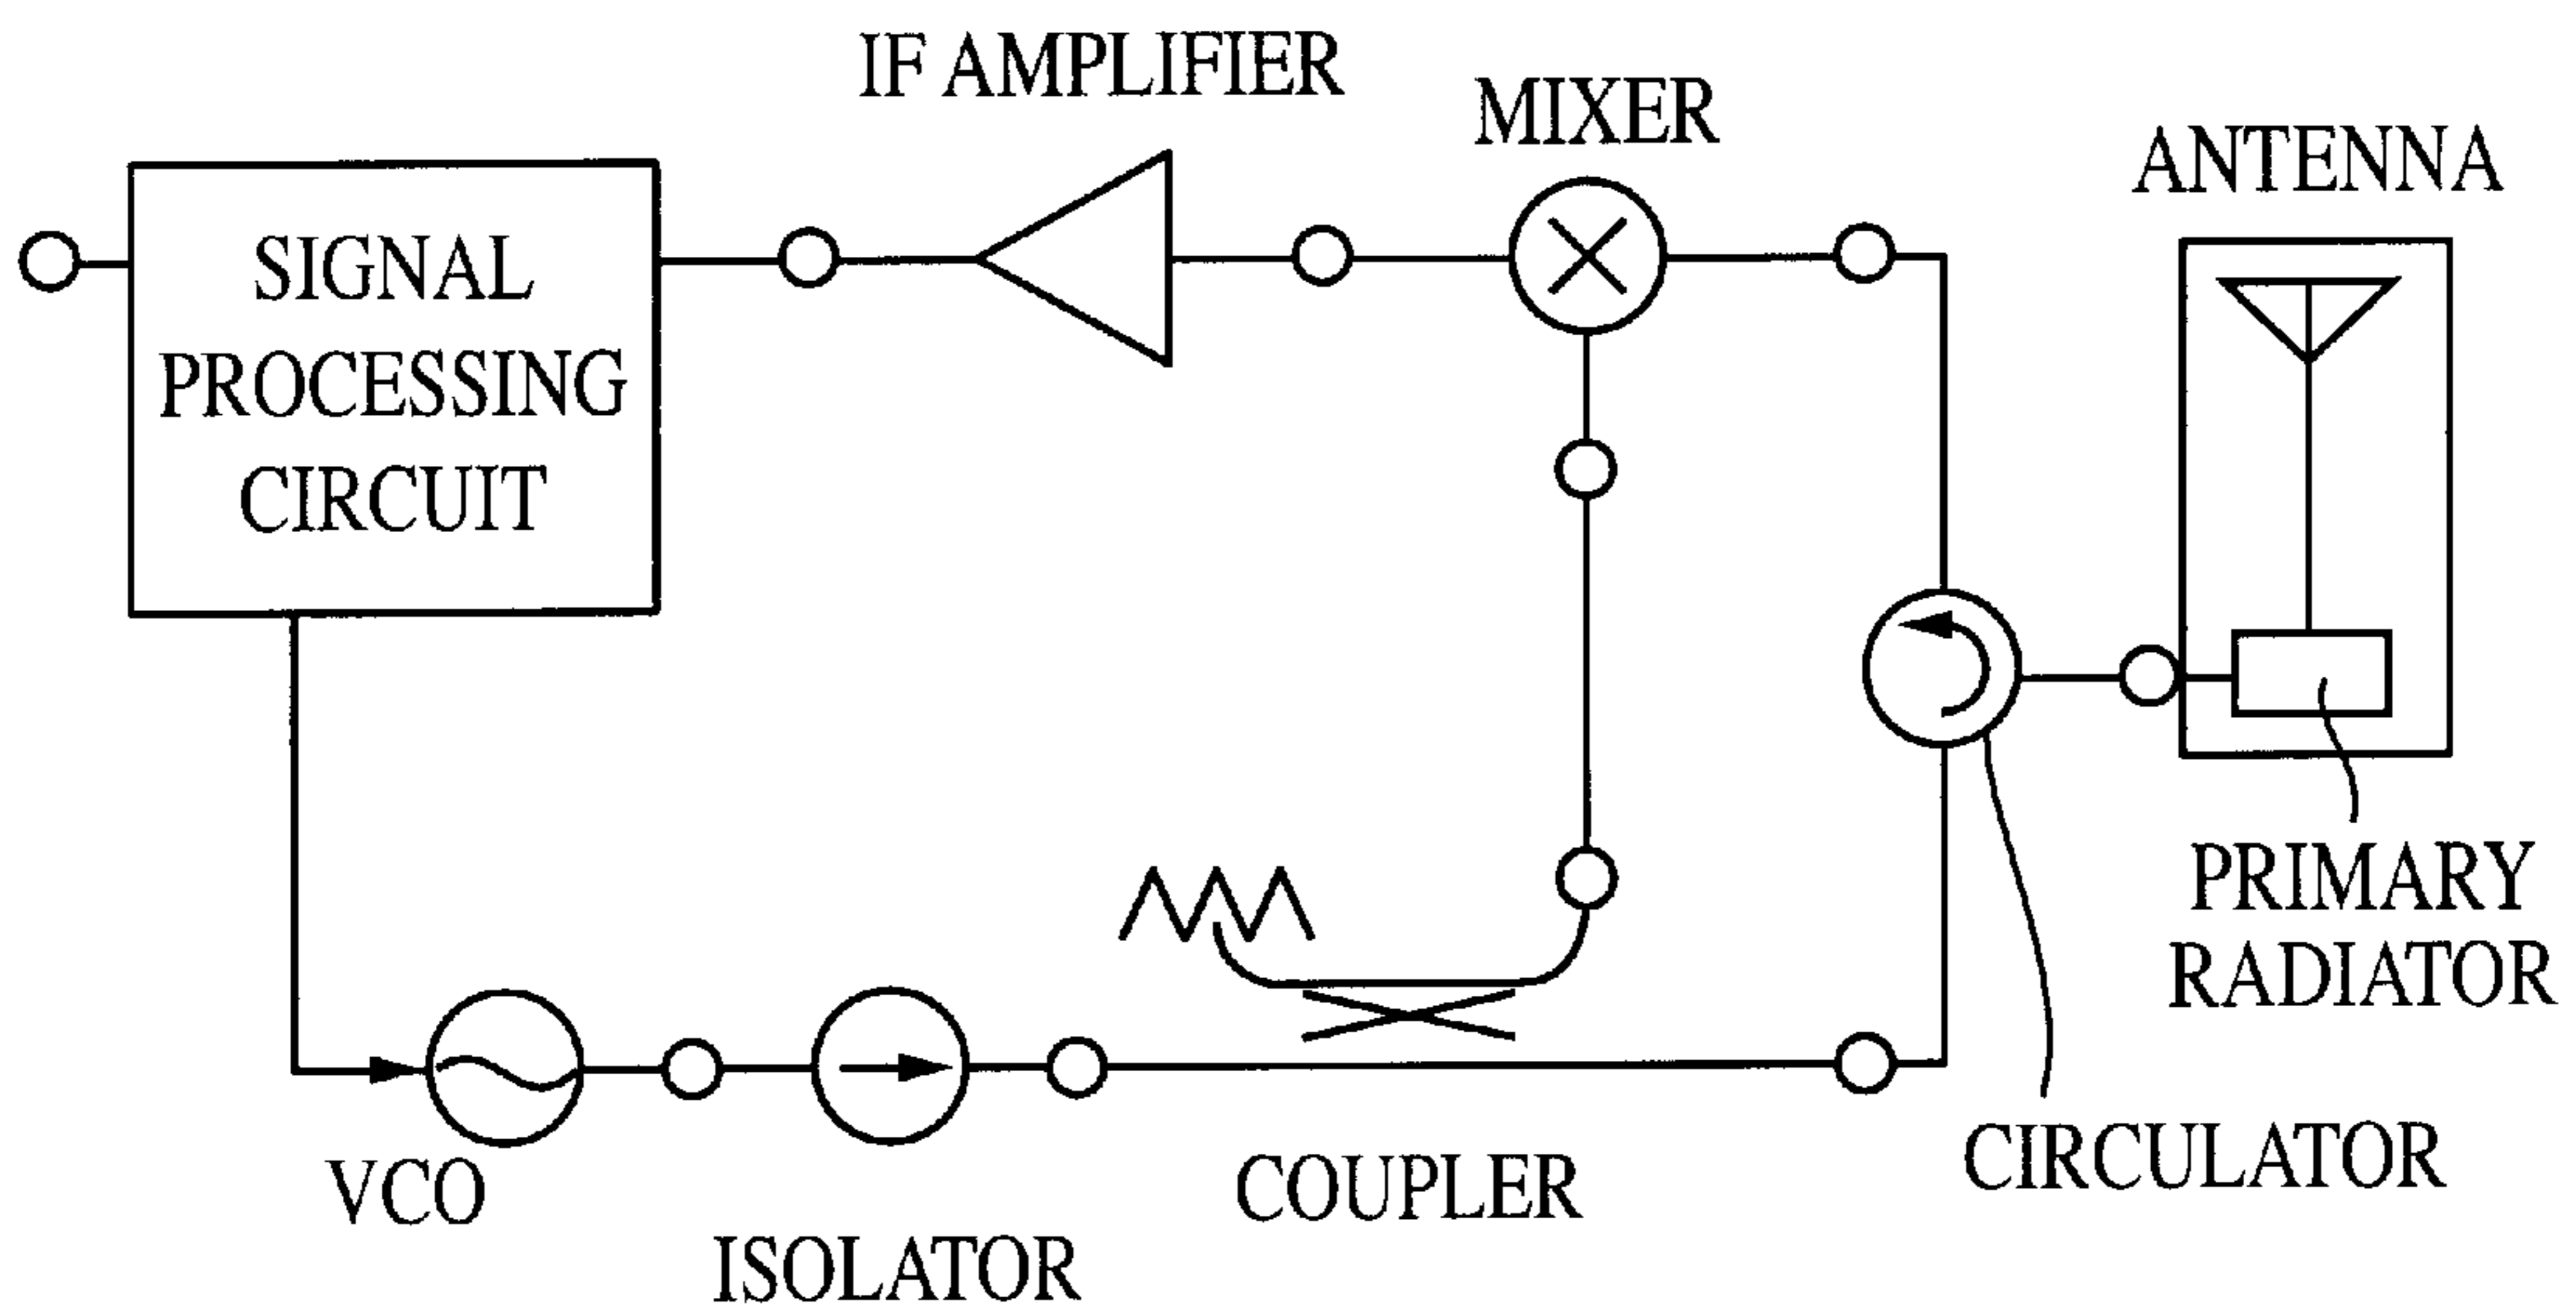 IF AMPLIFIER
MIXER
ANTENNA
SIGNAL
PROCESSING
CIRCUIT
PRIMARY
RADIATOR
VCO
ISOLATOR
COUPLER
CIRCULATOR